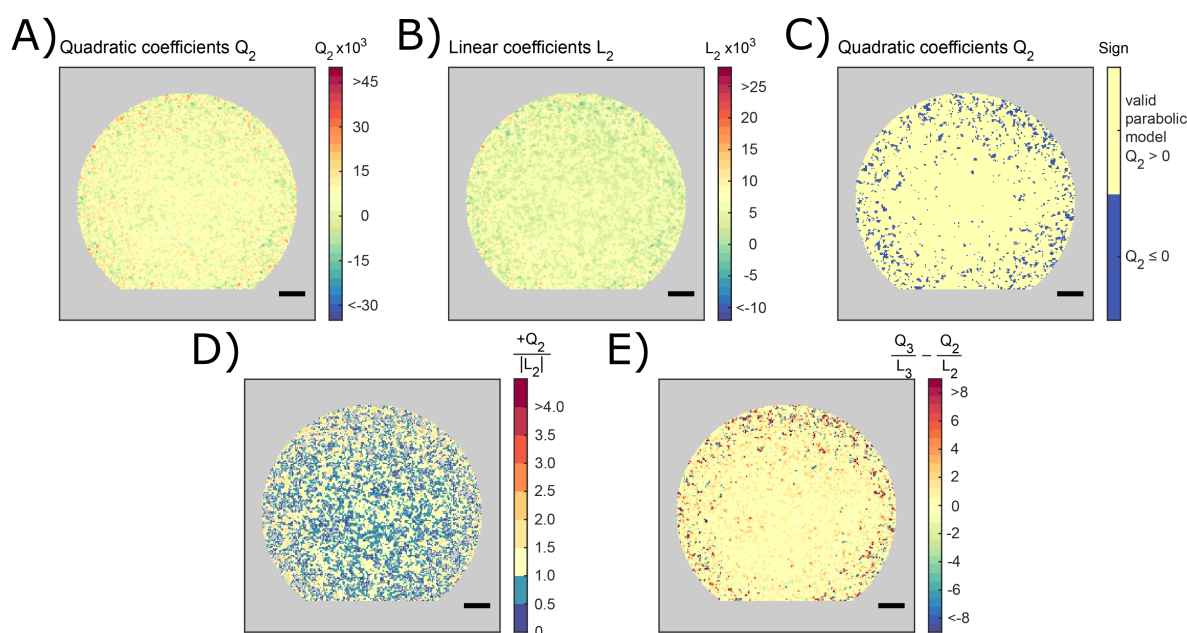 A)
Quadratic coefficients Q₂
Q₂ x10³
>45
30
15
0
-15
<-30
B)
Linear coefficients L₂
L₂ x10³
>25
20
15
10
5
0
-5
<-10
C)
Quadratic coefficients Q₂
Sign
valid
parabolic
model
Q₂ > 0
Q₂ ≤ 0
D)
+Q₂
|L₂|
>4.0
3.5
3.0
2.5
2.0
1.5
1.0
0.5
0
E)
Q₃ – Q₂
L₃ L₂
>8
6
4
2
0
-2
-4
-6
<-8